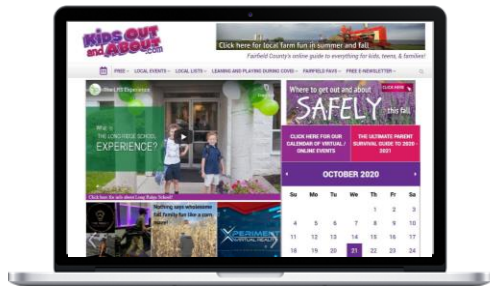 KiDS OUT
and ABOUT
.com
Click here for local farm fun in summer and fall
Fairfield County's online guide to everything for kids, teens, & families!
FREE LOCAL EVENTS LOCAL LISTS LEARNING AND PLAYING DURING COVID FAIRFIELD FAVS FREE E-NEWSLETTER
What is
THE LONG RIDGE SCHOOL
EXPERIENCE?
Click here for info about Long Ridge School!
Where to get out and about
CLICK HERE
SAFELY
this fall
CLICK HERE FOR OUR
CALENDAR OF VIRTUAL /
ONLINE EVENTS
THE ULTIMATE PARENT
SURVIVAL GUIDE TO 2020 -
2021
OCTOBER 2020
Su Mo Tu We Th Fr Sa
1 2 3
4 5 6 7 8 9 10
11 12 13 14 15 16 17
18 19 20 21 22 23 24
Nothing says wholesome
fall family fun like a corn
maze!
XPERIMENT
VIRTUAL REALITY